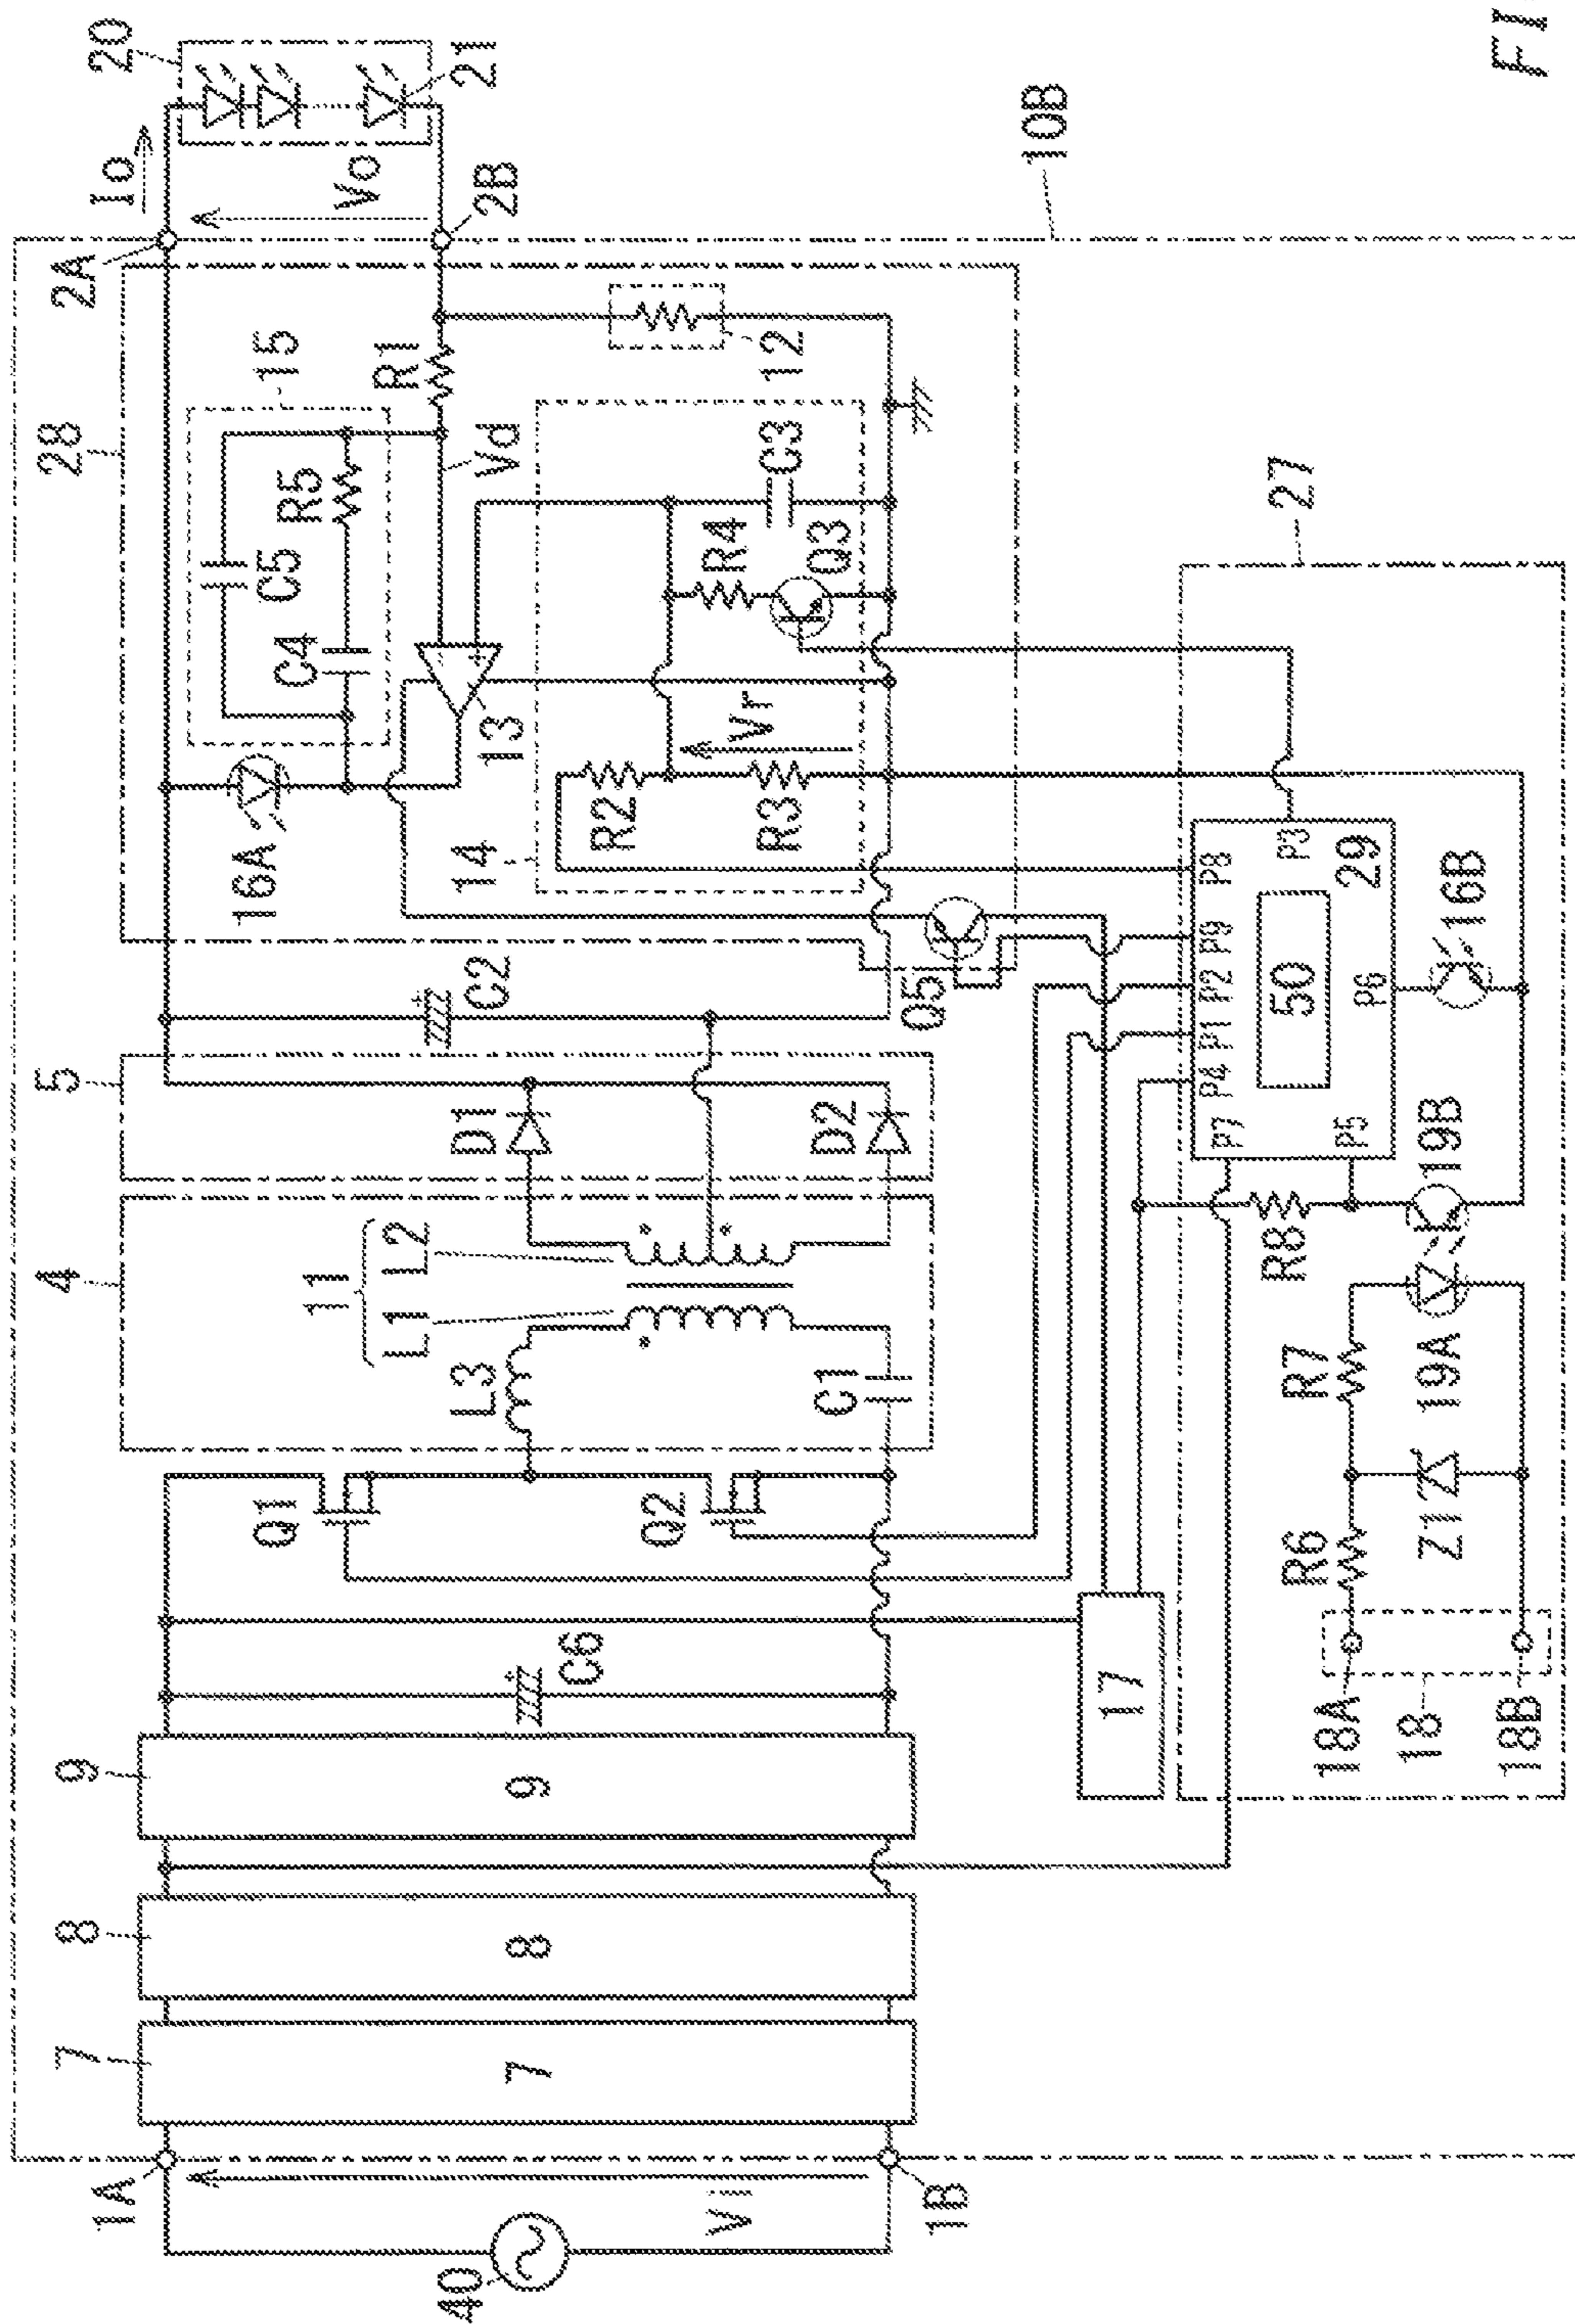 40
Vi
1A
1B
7
7
8
8
9
9
C6
17
Q1
Q2
4
L3
C1
11
L1
L2
5
D1
D2
C2
28
16A
15
C4
C5
R5
R1
Vd
13
14
R2
R3
Vr
R4
Q3
C3
12
Q5
2A
2B
Io
Vo
20
21
10B
27
P7
P4
P1
P2
P9
P8
P3
P5
P6
50
29
18A
18
18B
R6
Z1
R7
19A
R8
19B
16B
FI